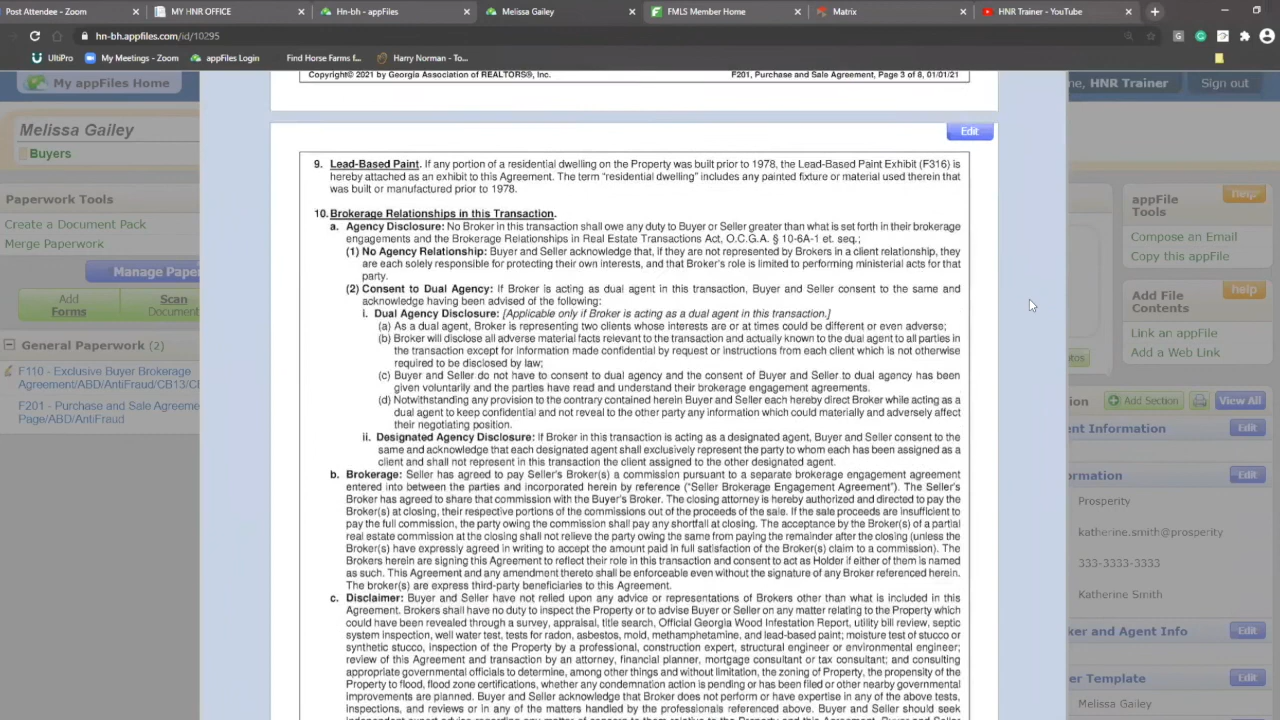 Post Attendee - Zoom
MY HNR OFFICE
Hn-bh - appFiles
Melissa Gailey
FMLS Member Home
Matrix
HNR Trainer - YouTube
hn-bh.appfiles.com/id/10295
UltiPro
My Meetings - Zoom
appFiles Login
Find Horse Farms f...
Harry Norman - To...
My appFiles Home
me, HNR Trainer
Sign out
Melissa Gailey
Buyers
Paperwork Tools
Create a Document Pack
Merge Paperwork
Manage Paper
Add
Forms
Scan
Document
General Paperwork (2)
F110 - Exclusive Buyer Brokerage
Agreement/ABD/AntiFraud/CB13/CB
F201 - Purchase and Sale Agreeme
Page/ABD/AntiFraud
Copyright© 2021 by Georgia Association of REALTORS®, Inc.
F201, Purchase and Sale Agreement, Page 3 of 8, 01/01/21
Edit
9. Lead-Based Paint. If any portion of a residential dwelling on the Property was built prior to 1978, the Lead-Based Paint Exhibit (F316) is
hereby attached as an exhibit to this Agreement. The term "residential dwelling" includes any painted fixture or material used therein that
was built or manufactured prior to 1978.
10. Brokerage Relationships in this Transaction.
a. Agency Disclosure: No Broker in this transaction shall owe any duty to Buyer or Seller greater than what is set forth in their brokerage
engagements and the Brokerage Relationships in Real Estate Transactions Act, O.C.G.A. § 10-6A-1 et. seq.;
(1) No Agency Relationship: Buyer and Seller acknowledge that, if they are not represented by Brokers in a client relationship, they
are each solely responsible for protecting their own interests, and that Broker's role is limited to performing ministerial acts for that
party.
(2) Consent to Dual Agency: If Broker is acting as dual agent in this transaction, Buyer and Seller consent to the same and
acknowledge having been advised of the following:
i. Dual Agency Disclosure: [Applicable only if Broker is acting as a dual agent in this transaction.]
(a) As a dual agent, Broker is representing two clients whose interests are or at times could be different or even adverse;
(b) Broker will disclose all adverse material facts relevant to the transaction and actually known to the dual agent to all parties in
the transaction except for information made confidential by request or instructions from each client which is not otherwise
required to be disclosed by law;
(c) Buyer and Seller do not have to consent to dual agency and the consent of Buyer and Seller to dual agency has been
given voluntarily and the parties have read and understand their brokerage engagement agreements.
(d) Notwithstanding any provision to the contrary contained herein Buyer and Seller each hereby direct Broker while acting as a
dual agent to keep confidential and not reveal to the other party any information which could materially and adversely affect
their negotiating position.
ii. Designated Agency Disclosure: If Broker in this transaction is acting as a designated agent, Buyer and Seller consent to the
same and acknowledge that each designated agent shall exclusively represent the party to whom each has been assigned as a
client and shall not represent in this transaction the client assigned to the other designated agent.
b. Brokerage: Seller has agreed to pay Seller's Broker(s) a commission pursuant to a separate brokerage engagement agreement
entered into between the parties and incorporated herein by reference ("Seller Brokerage Engagement Agreement"). The Seller's
Broker has agreed to share that commission with the Buyer's Broker. The closing attorney is hereby authorized and directed to pay the
Broker(s) at closing, their respective portions of the commissions out of the proceeds of the sale. If the sale proceeds are insufficient to
pay the full commission, the party owing the commission shall pay any shortfall at closing. The acceptance by the Broker(s) of a partial
real estate commission at the closing shall not relieve the party owing the same from paying the remainder after the closing (unless the
Broker(s) have expressly agreed in writing to accept the amount paid in full satisfaction of the Broker(s) claim to a commission). The
Brokers herein are signing this Agreement to reflect their role in this transaction and consent to act as Holder if either of them is named
as such. This Agreement and any amendment thereto shall be enforceable even without the signature of any Broker referenced herein.
The broker(s) are express third-party beneficiaries to this Agreement.
c. Disclaimer: Buyer and Seller have not relied upon any advice or representations of Brokers other than what is included in this
Agreement. Brokers shall have no duty to inspect the Property or to advise Buyer or Seller on any matter relating to the Property which
could have been revealed through a survey, appraisal, title search, Official Georgia Wood Infestation Report, utility bill review, septic
system inspection, well water test, tests for radon, asbestos, mold, methamphetamine, and lead-based paint; moisture test of stucco or
synthetic stucco, inspection of the Property by a professional, construction expert, structural engineer or environmental engineer;
review of this Agreement and transaction by an attorney, financial planner, mortgage consultant or tax consultant; and consulting
appropriate governmental officials to determine, among other things and without limitation, the zoning of Property, the propensity of the
Property to flood, flood zone certifications, whether any condemnation action is pending or has been filed or other nearby governmental
improvements are planned. Buyer and Seller acknowledge that Broker does not perform or have expertise in any of the above tests,
inspections, and reviews or in any of the matters handled by the professionals referenced above. Buyer and Seller should seek
appFile
Tools
help
Compose an Email
Copy this appFile
Add File
Contents
help
Link an appFile
Add a Web Link
otos
tion
Add Section
View All
ent Information
Edit
ormation
Edit
Prosperity
katherine.smith@prosperity
333-333-3333
Katherine Smith
ker and Agent Info
Edit
er Template
Edit
Melissa Gailey